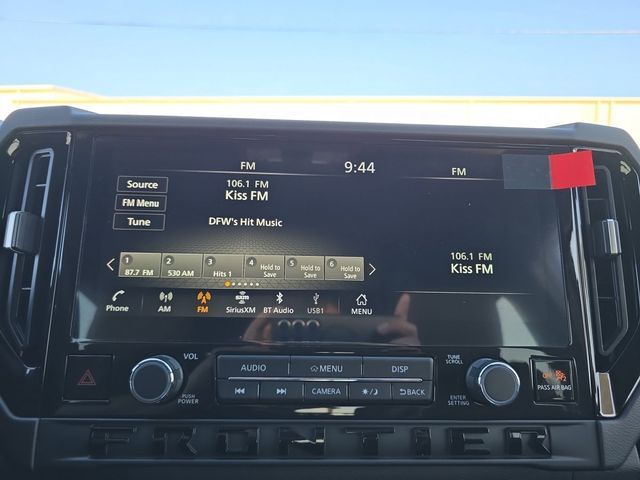 FM
9:44
FM
Source
106.1 FM
Kiss FM
FM Menu
Tune
DFW's Hit Music
106.1 FM
Kiss FM
1
2
3
4
5
6
87.7 FM
530 AM
Hits 1
Hold to Save
Hold to Save
Hold to Save
Phone
AM
FM
sxm
SiriusXM
BT Audio
USB1
MENU
VOL
PUSH
POWER
AUDIO
MENU
DISP
CAMERA
BACK
TUNE
SCROLL
ENTER
SETTING
PASS AIR BAG
FRONTIER